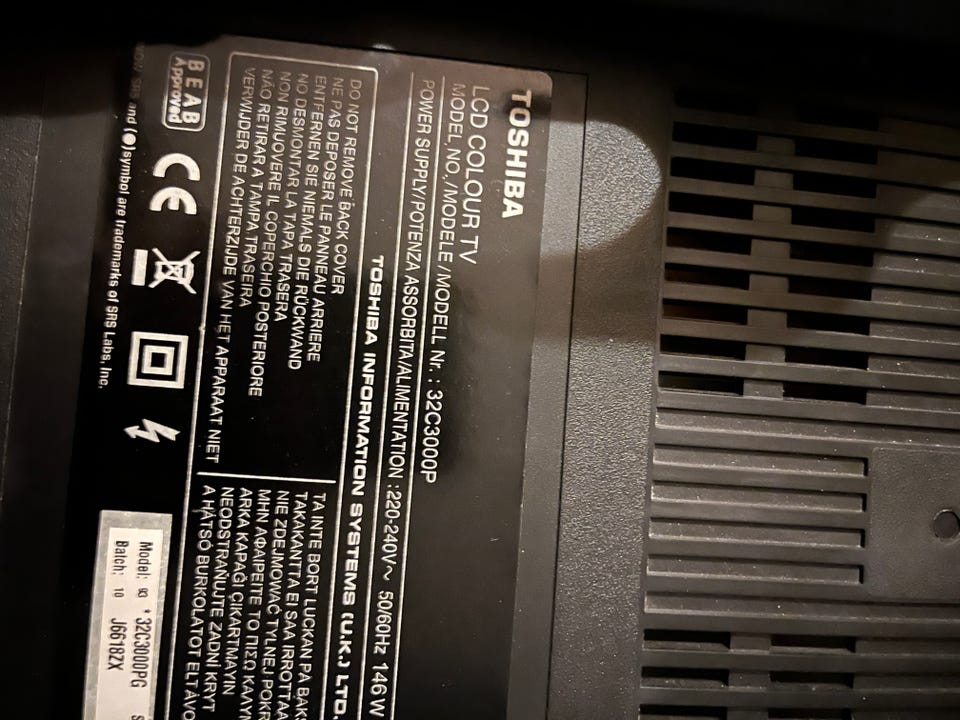 TOSHIBA
LCD COLOUR TV
MODEL NO./MODELE/MODELL Nr. : 32C3000P
POWER SUPPLY/POTENZA ASSORBITA/ALIMENTATION :220-240V~ 50/60Hz 146W
TOSHIBA INFORMATION SYSTEMS (U.K.) LTD.
DO NOT REMOVE BACK COVER
NE PAS DEPOSER LE PANNEAU ARRIERE
ENTFERNEN SIE NIEMALS DIE RÜCKWAND
NO DESMONTAR LA TAPA TRASERA
NON RIMUOVERE IL COPERCHIO POSTERIORE
NÃO RETIRAR A TAMPA TRASEIRA
VERWIJDER DE ACHTERZIJDE VAN HET APPARAAT NIET
TA INTE BORT LUCKAN PA BAKS
TAKAKANTTA EI SAA IRROTTAA
NIE ZDEJMOWAĆ TYLNEJ POKR
MHN ΑΦΑΙΡΕΙΤΕ ΤΟ ΠΙΣΩ ΚΑΛΥΜ
ARKA KAPAĞI ÇIKARTMAYIN
NEODSTRAŇUJTE ZADNÍ KRYT
A HÁTSÓ BURKOLATOT ELTÁVO
BEAB
Approved
CE
and (●) symbol are trademarks of SRS Labs, Inc.
Model: *32C3000PG
Batch: 10 J6618ZX